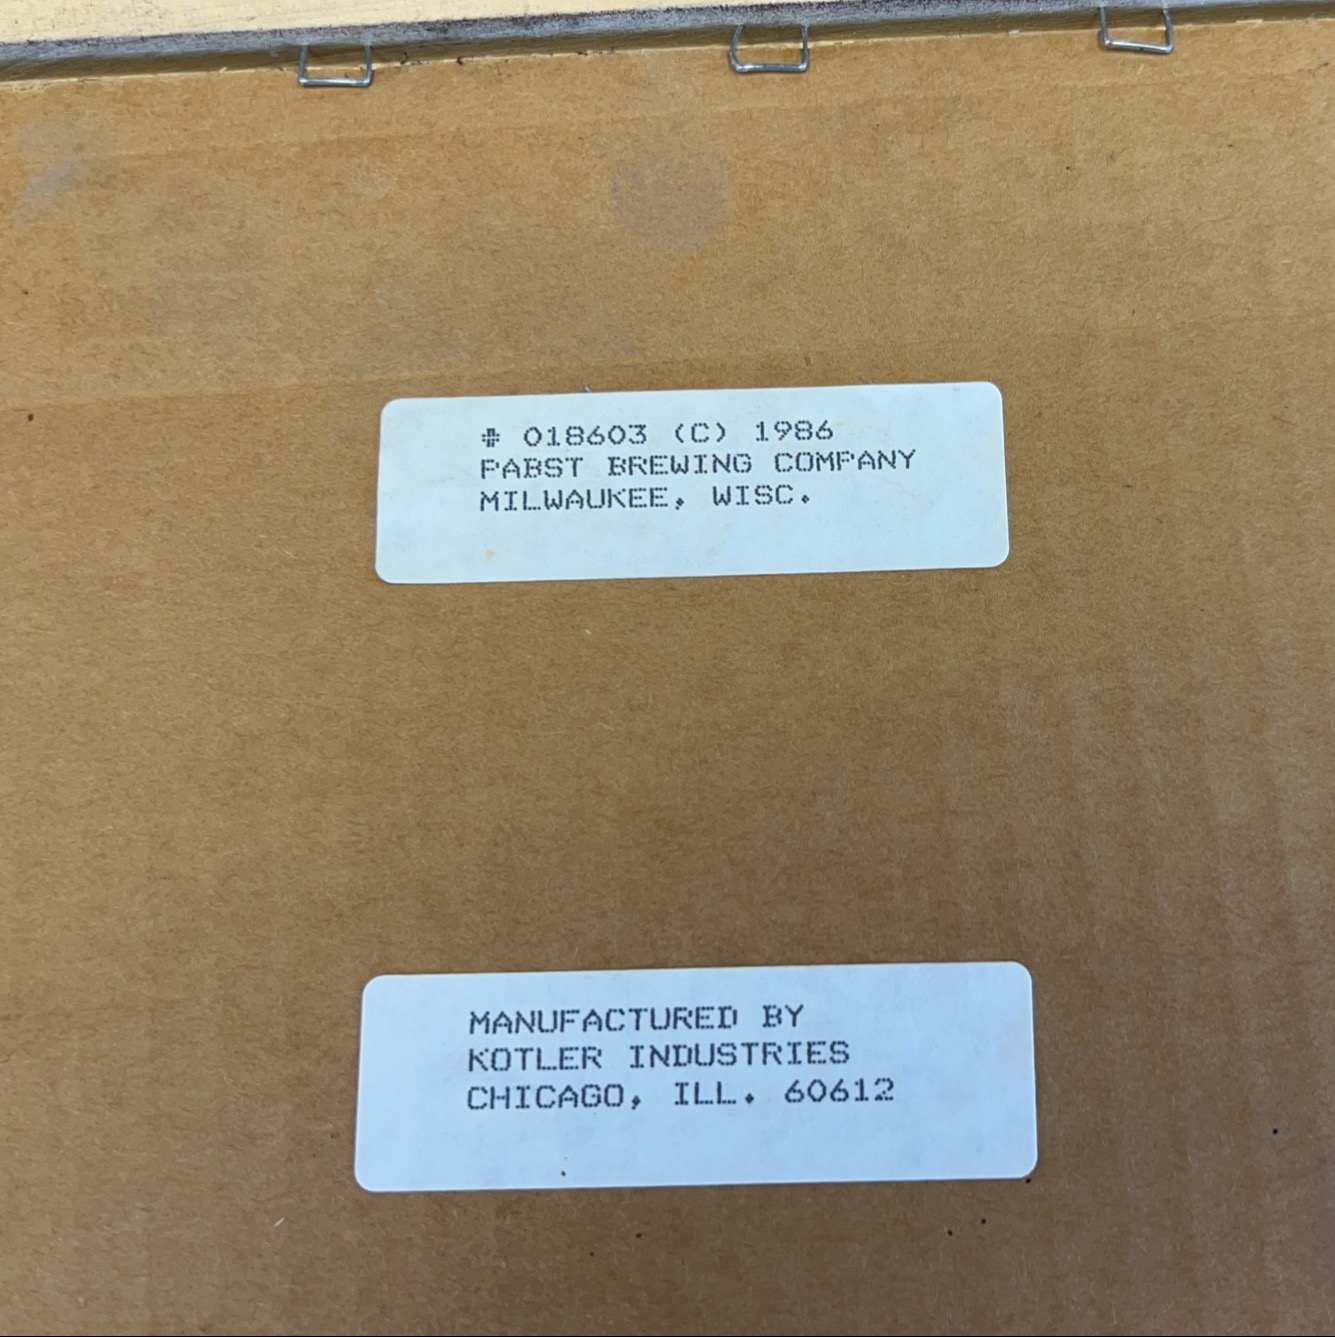 # 018603 (C) 1986
PABST BREWING COMPANY
MILWAUKEE, WISC.
MANUFACTURED BY
KOTLER INDUSTRIES
CHICAGO, ILL. 60612